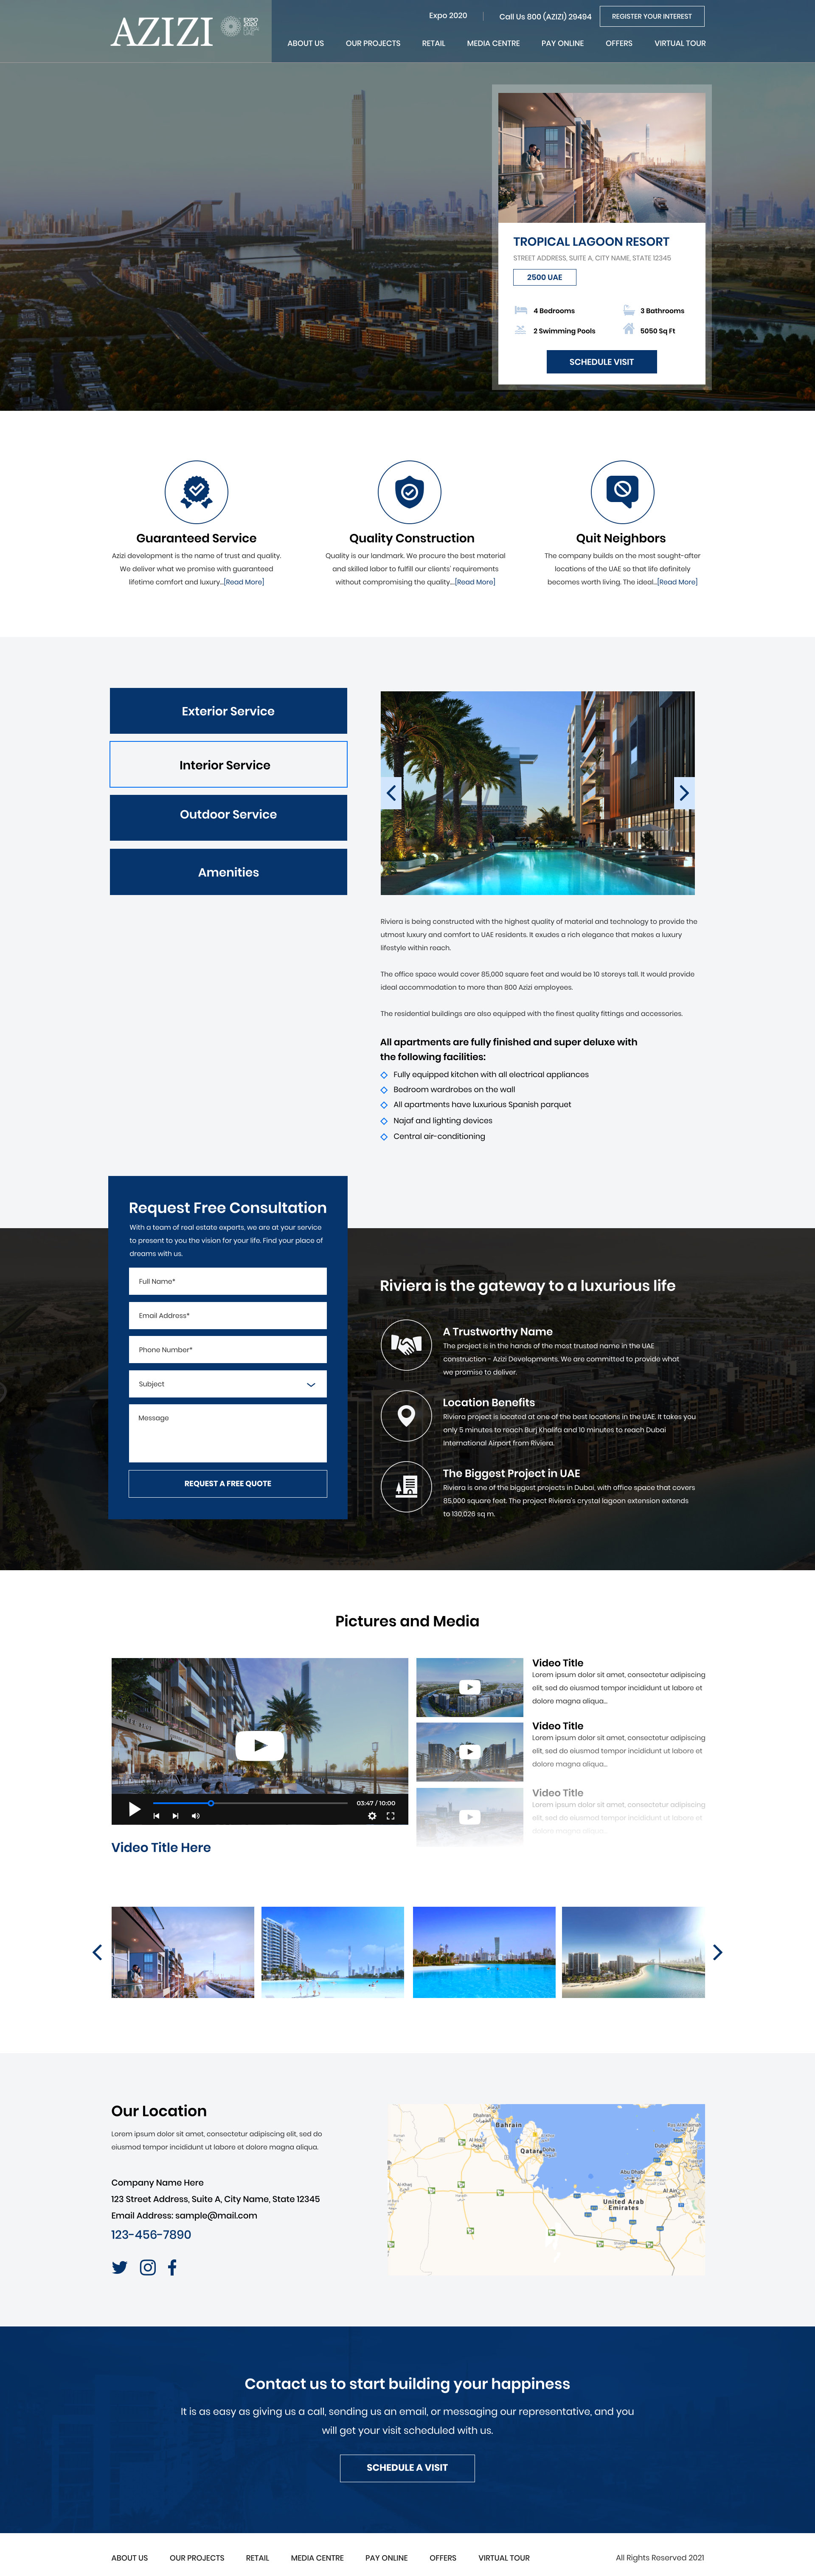 AZIZI
EXPO
2020
DUBAI
UAE
Expo 2020
Call Us 800 (AZIZI) 29494
REGISTER YOUR INTEREST
ABOUT US
OUR PROJECTS
RETAIL
MEDIA CENTRE
PAY ONLINE
OFFERS
VIRTUAL TOUR
TROPICAL LAGOON RESORT
STREET ADDRESS, SUITE A, CITY NAME, STATE 12345
2500 UAE
4 Bedrooms
3 Bathrooms
2 Swimming Pools
5050 Sq Ft
SCHEDULE VISIT
Guaranteed Service
Azizi development is the name of trust and quality.
We deliver what we promise with guaranteed
lifetime comfort and luxury...[Read More]
Quality Construction
Quality is our landmark. We procure the best material
and skilled labor to fulfill our clients' requirements
without compromising the quality....[Read More]
Quit Neighbors
The company builds on the most sought-after
locations of the UAE so that life definitely
becomes worth living. The ideal...[Read More]
Exterior Service
Interior Service
Outdoor Service
Amenities
Riviera is being constructed with the highest quality of material and technology to provide the
utmost luxury and comfort to UAE residents. It exudes a rich elegance that makes a luxury
lifestyle within reach.
The office space would cover 85,000 square feet and would be 10 storeys tall. It would provide
ideal accommodation to more than 800 Azizi employees.
The residential buildings are also equipped with the finest quality fittings and accessories.
All apartments are fully finished and super deluxe with
the following facilities:
Fully equipped kitchen with all electrical appliances
Bedroom wardrobes on the wall
All apartments have luxurious Spanish parquet
Najaf and lighting devices
Central air-conditioning
Request Free Consultation
With a team of real estate experts, we are at your service
to present to you the vision for your life. Find your place of
dreams with us.
Full Name*
Email Address*
Phone Number*
Subject
Message
REQUEST A FREE QUOTE
Riviera is the gateway to a luxurious life
A Trustworthy Name
The project is in the hands of the most trusted name in the UAE
construction - Azizi Developments. We are committed to provide what
we promise to deliver.
Location Benefits
Riviera project is located at one of the best locations in the UAE. It takes you
only 5 minutes to reach Burj Khalifa and 10 minutes to reach Dubai
International Airport from Riviera.
The Biggest Project in UAE
Riviera is one of the biggest projects in Dubai, with office space that covers
85,000 square feet. The project Riviera's crystal lagoon extension extends
to 130,026 sq m.
Pictures and Media
03:47 / 10:00
Video Title Here
Video Title
Lorem ipsum dolor sit amet, consectetur adipiscing
elit, sed do eiusmod tempor incididunt ut labore et
dolore magna aliqua...
Video Title
Lorem ipsum dolor sit amet, consectetur adipiscing
elit, sed do eiusmod tempor incididunt ut labore et
dolore magna aliqua...
Video Title
Lorem ipsum dolor sit amet, consectetur adipiscing
elit, sed do eiusmod tempor incididunt ut labore et
dolore magna aliqua...
Our Location
Lorem ipsum dolor sit amet, consectetur adipiscing elit, sed do
eiusmod tempor incididunt ut labore et dolore magna aliqua.
Company Name Here
123 Street Address, Suite A, City Name, State 12345
Email Address: sample@mail.com
123-456-7890
Dhahran
Bahrain
Qatar
Doha
Dubai
Abu Dhabi
Al Ain
United Arab
Emirates
Contact us to start building your happiness
It is as easy as giving us a call, sending us an email, or messaging our representative, and you
will get your visit scheduled with us.
SCHEDULE A VISIT
ABOUT US
OUR PROJECTS
RETAIL
MEDIA CENTRE
PAY ONLINE
OFFERS
VIRTUAL TOUR
All Rights Reserved 2021